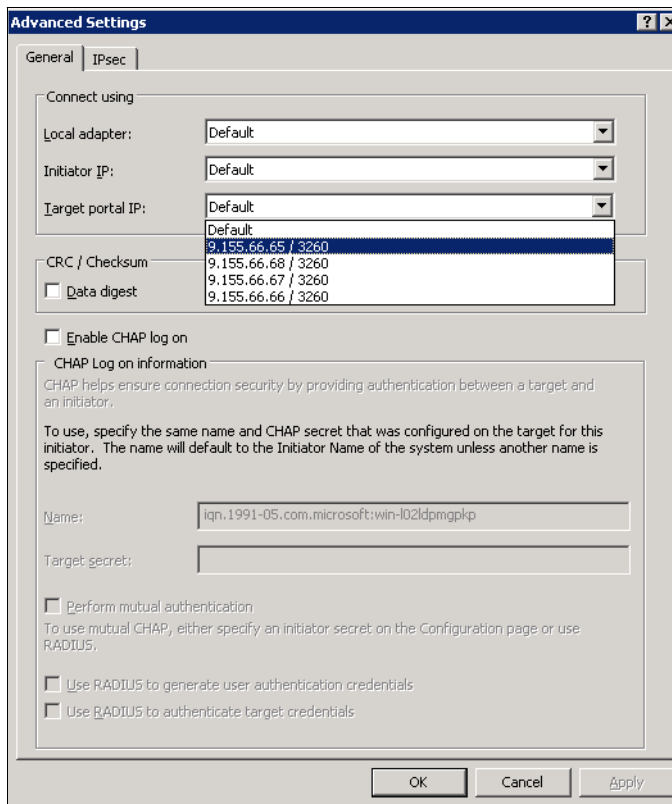 Advanced Settings
General
IPsec
Connect using
Local adapter:
Default
Initiator IP:
Default
Target portal IP:
Default
Default
9.155.66.65 / 3260
9.155.66.68 / 3260
9.155.66.67 / 3260
9.155.66.66 / 3260
CRC / Checksum
Data digest
Enable CHAP log on
CHAP Log on information
CHAP helps ensure connection security by providing authentication between a target and
an initiator.
To use, specify the same name and CHAP secret that was configured on the target for this
initiator. The name will default to the Initiator Name of the system unless another name is
specified.
Name:
iqn.1991-05.com.microsoft:win-l02ldpmgpkp
Target secret:
Perform mutual authentication
To use mutual CHAP, either specify an initiator secret on the Configuration page or use
RADIUS.
Use RADIUS to generate user authentication credentials
Use RADIUS to authenticate target credentials
OK
Cancel
Apply